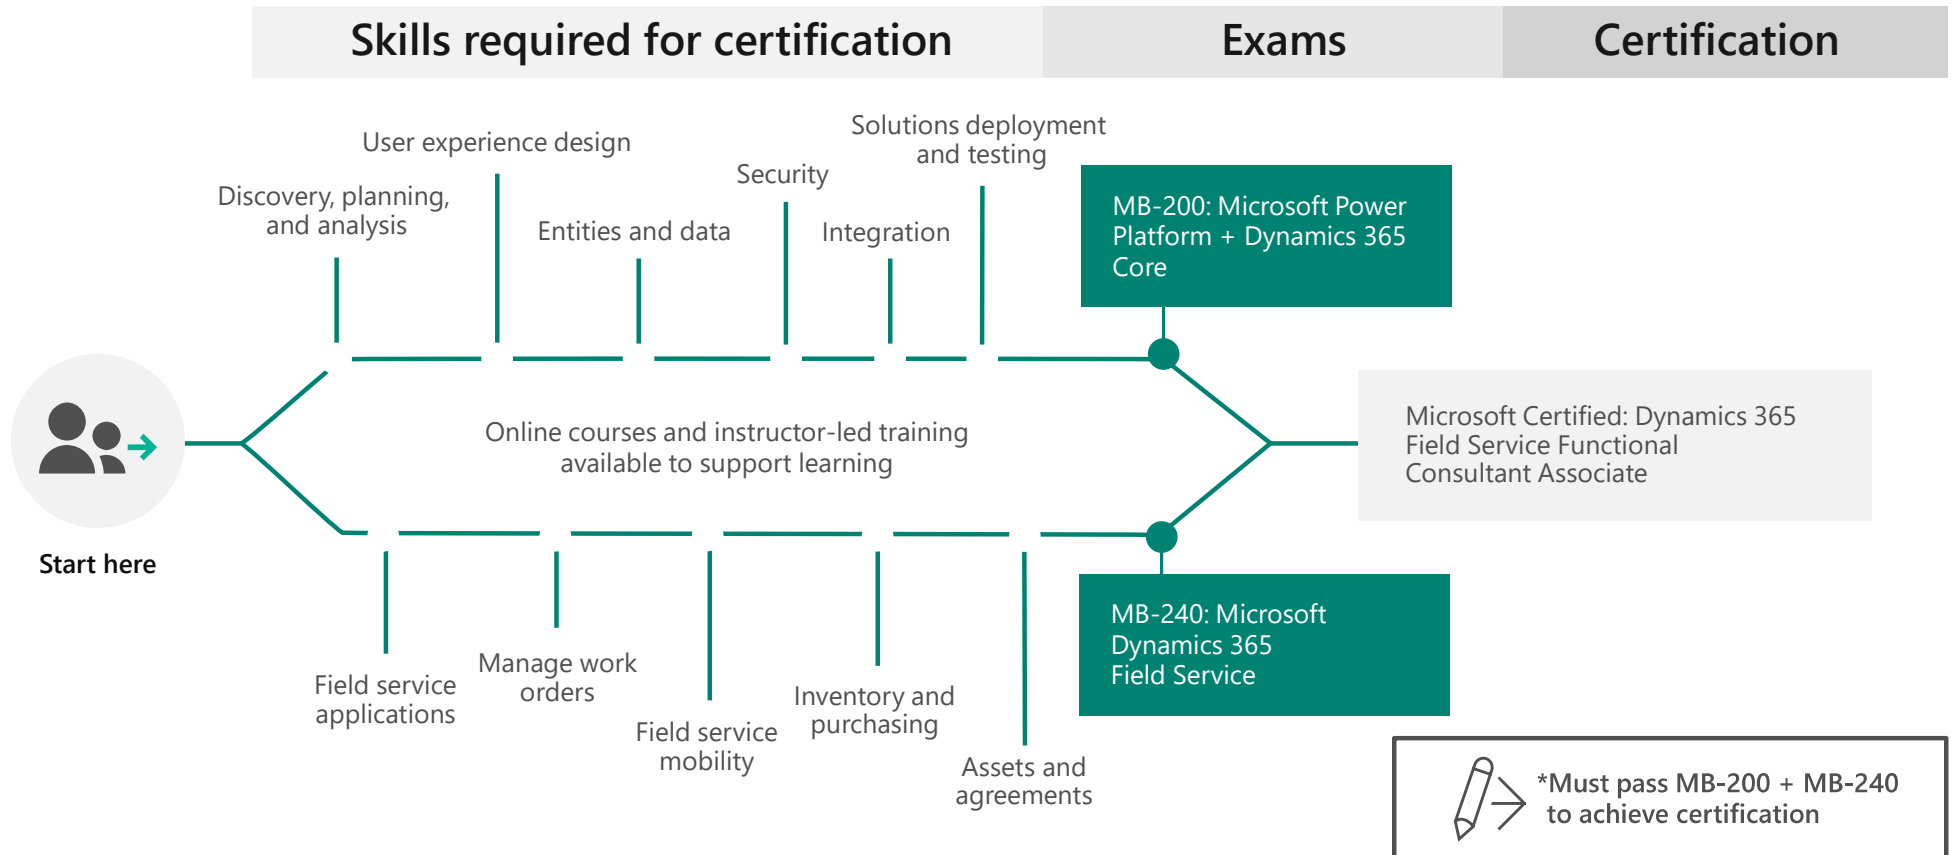 Skills required for certification
Exams
Certification
Discovery, planning,
and analysis
User experience design
Entities and data
Security
Integration
Solutions deployment
and testing
MB-200: Microsoft Power
Platform + Dynamics 365
Core
Start here
Online courses and instructor-led training
available to support learning
Microsoft Certified: Dynamics 365
Field Service Functional
Consultant Associate
Field service
applications
Manage work
orders
Field service
mobility
Inventory and
purchasing
Assets and
agreements
MB-240: Microsoft
Dynamics 365
Field Service
*Must pass MB-200 + MB-240
to achieve certification